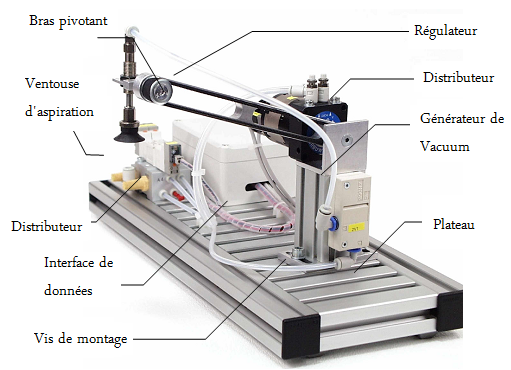 Bras pivotant
Régulateur
Ventouse
d'aspiration
Distributeur
Générateur de
Vacuum
Distributeur
Plateau
Interface de
données
Vis de montage